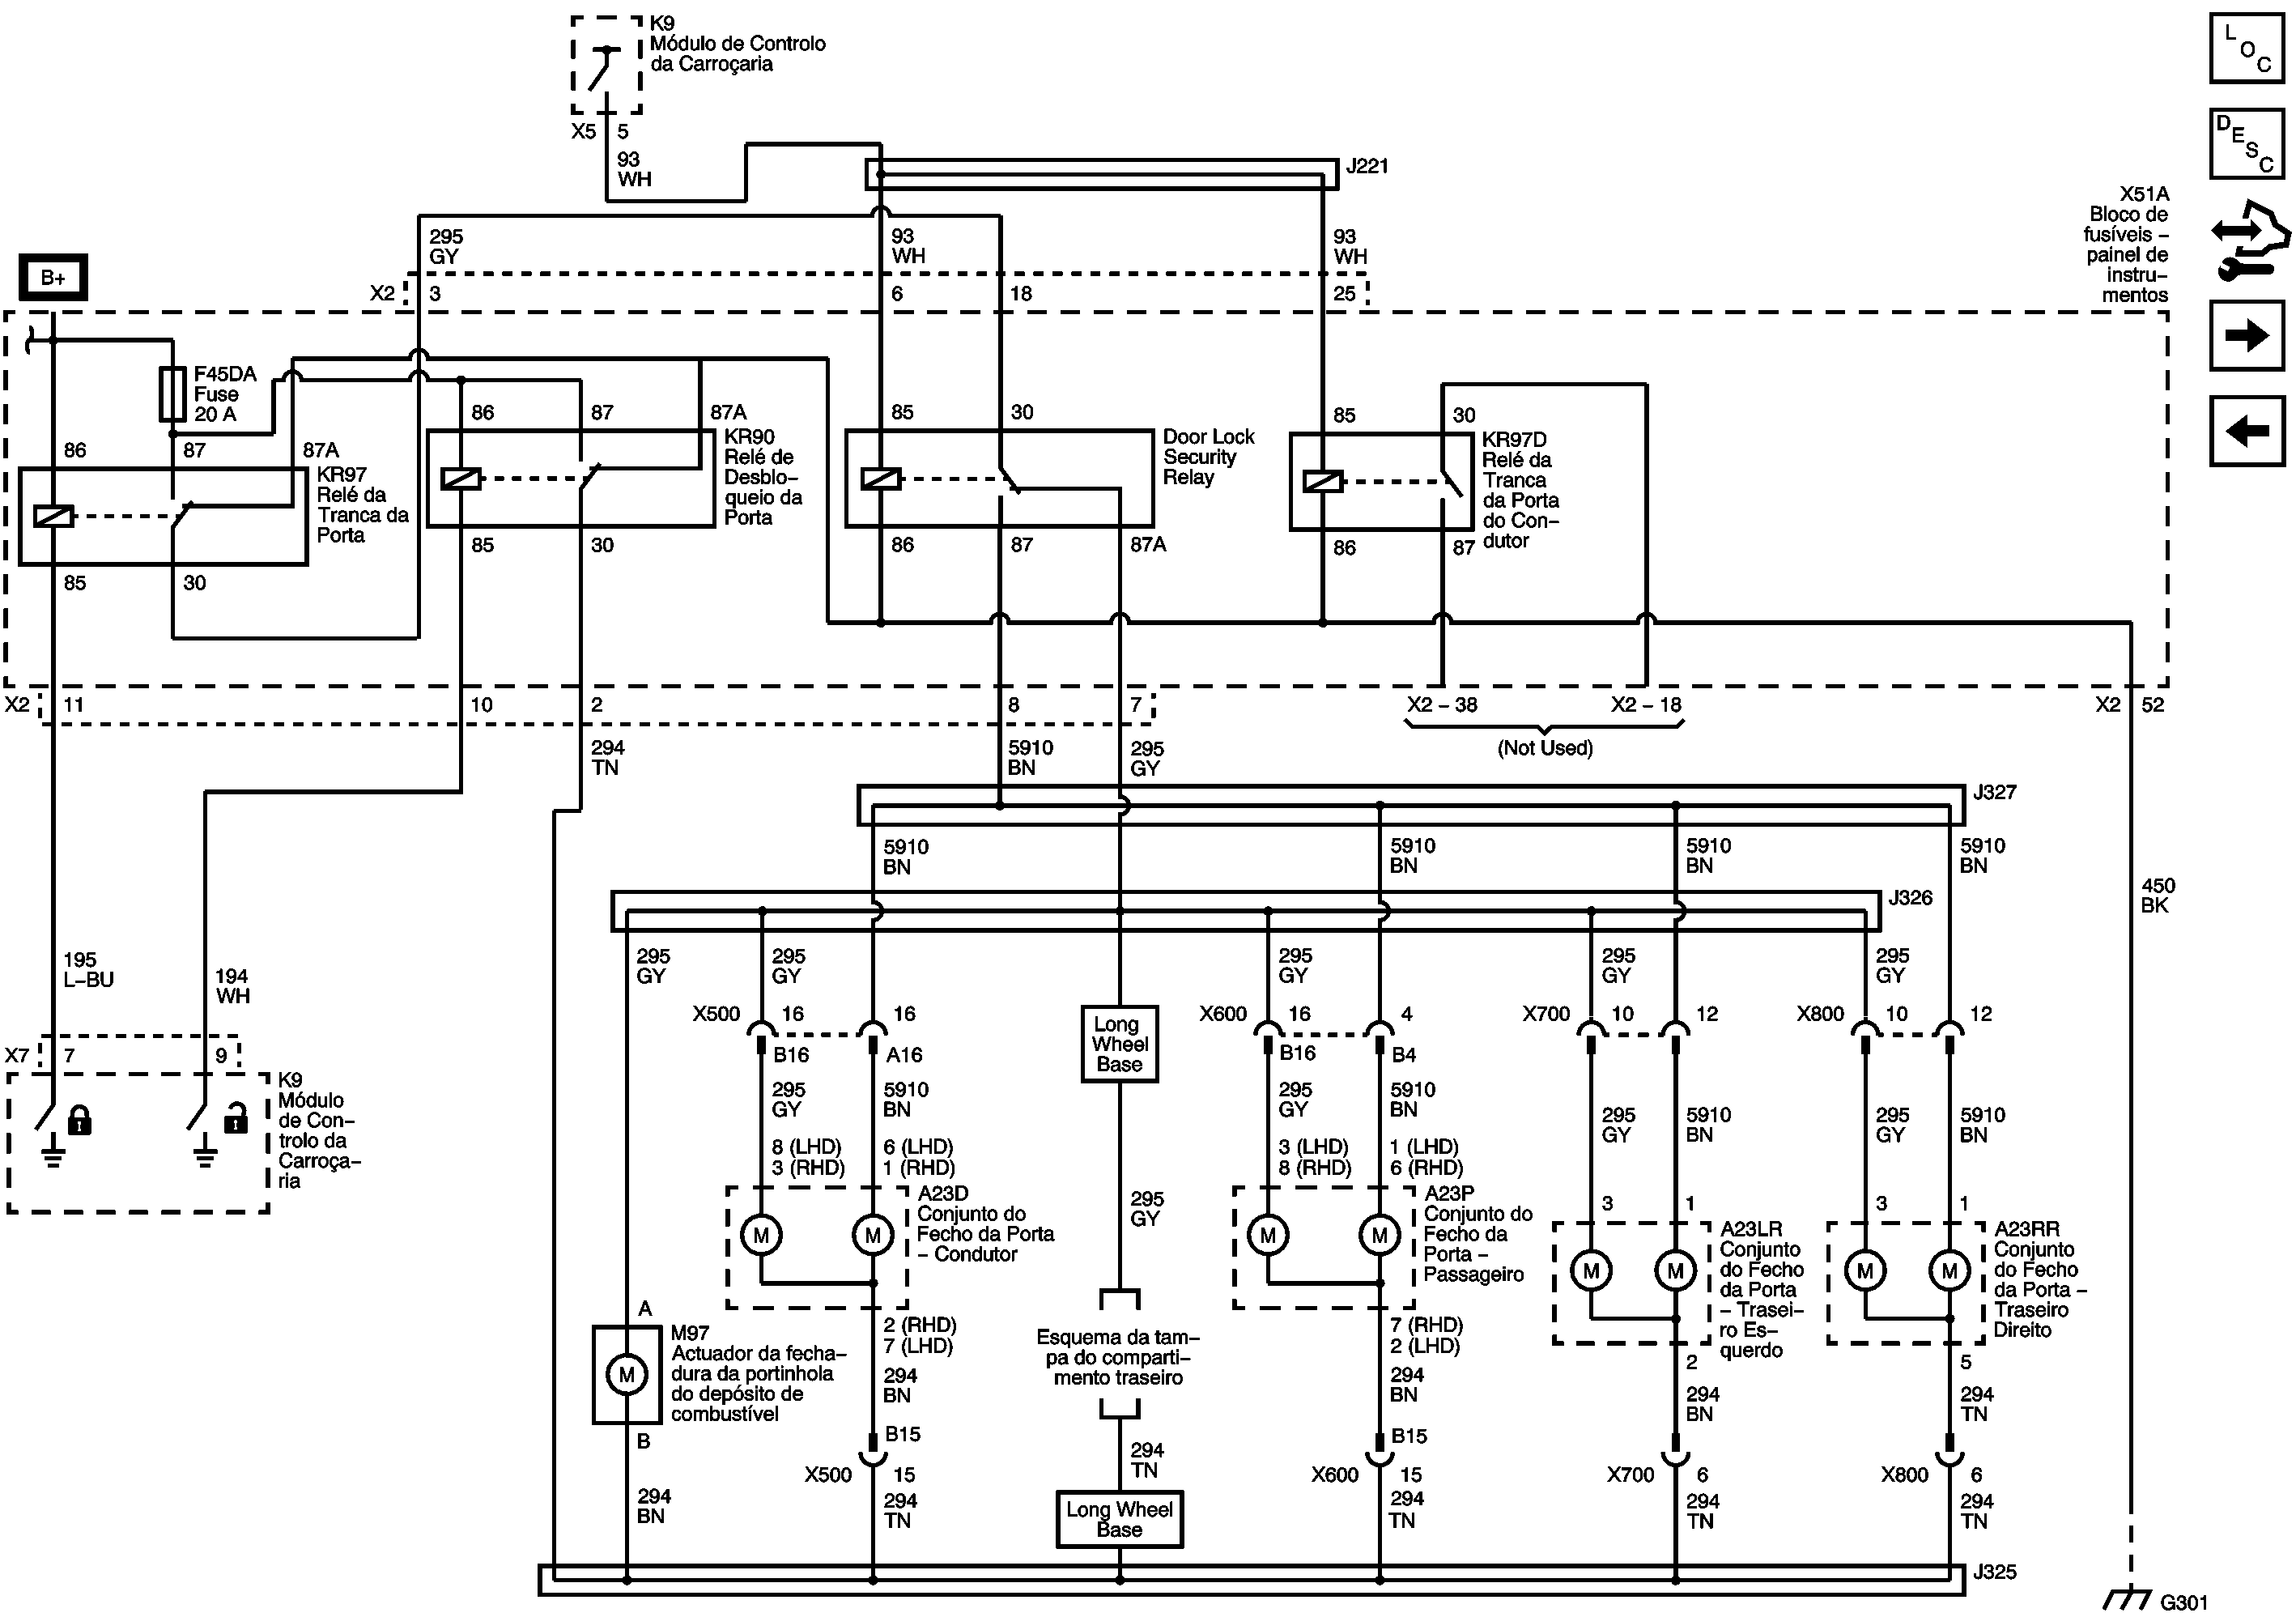 K9
Módulo de Controlo
da Carroçaria
X5 5
93
WH
J221
L
O
C
D
E
S
C
X51A
Bloco de
fusíveis –
painel de
instru–
mentos
B+
295
GY
93
WH
93
WH
X2 3 6 18 25
F45DA
Fuse
20 A
86 87 87A
KR97
Relé da
Tranca da
Porta
85 30
86 87 87A
KR90
Relé de
Desblo–
queio da
Porta
85 30
85 30
Door Lock
Security
Relay
86 87 87A
85 30
KR97D
Relé da
Tranca
da Porta
do Con–
dutor
86 87
X2 11 10 2 8 7
X2 – 38 X2 – 18
(Not Used)
X2 52
294
TN
5910
BN
295
GY
J327
5910
BN
5910
BN
5910
BN
5910
BN
450
BK
J326
195
L–BU
194
WH
295
GY
295
GY
295
GY
295
GY
295
GY
X500 16 16
B16 A16
Long
Wheel
Base
X600 16 4
B16 B4
X700 10 12
X800 10 12
X7 7 9
K9
Módulo
de Con–
trolo da
Carroça–
ria
295
GY
5910
BN
295
GY
5910
BN
295
GY
5910
BN
295
GY
5910
BN
8 (LHD)
3 (RHD)
6 (LHD)
1 (RHD)
3 (LHD)
8 (RHD)
1 (LHD)
6 (RHD)
M M
A23D
Conjunto do
Fecho da Porta
– Condutor
295
GY
M M
A23P
Conjunto do
Fecho da
Porta –
Passageiro
3 1
M M
A23LR
Conjunto
do Fecho
da Porta
– Trasei–
ro Es–
querdo
3 1
M M
A23RR
Conjunto
do Fecho
da Porta –
Traseiro
Direito
A
M
M97
Actuador da fecha–
dura da portinhola
do depósito de
combustível
B
2 (RHD)
7 (LHD)
294
BN
Esquema da tam–
pa do comparti–
mento traseiro
7 (RHD)
2 (LHD)
294
BN
2
294
BN
5
294
TN
B15
X500 15
294
TN
294
TN
Long Wheel
Base
B15
X600 15
294
TN
X700 6
294
TN
X800 6
294
TN
294
BN
J325
G301